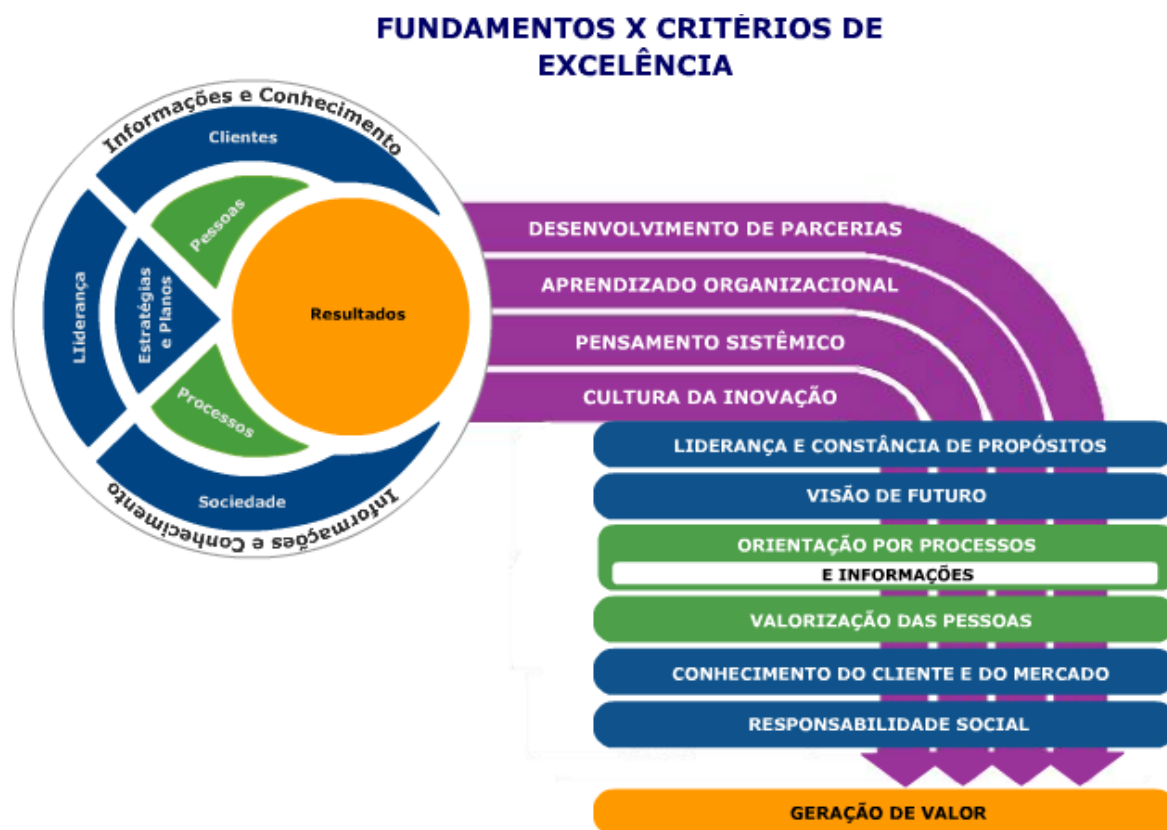 FUNDAMENTOS X CRITÉRIOS DE
EXCELÊNCIA
Informações e Conhecimento
Clientes
Pessoas
LIiderança
Estratégias
e Planos
Resultados
Processos
Sociedade
Informações e Conhecimento
DESENVOLVIMENTO DE PARCERIAS
APRENDIZADO ORGANIZACIONAL
PENSAMENTO SISTÊMICO
CULTURA DA INOVAÇÃO
LIDERANÇA E CONSTÂNCIA DE PROPÓSITOS
VISÃO DE FUTURO
ORIENTAÇÃO POR PROCESSOS
E INFORMAÇÕES
VALORIZAÇÃO DAS PESSOAS
CONHECIMENTO DO CLIENTE E DO MERCADO
RESPONSABILIDADE SOCIAL
GERAÇÃO DE VALOR